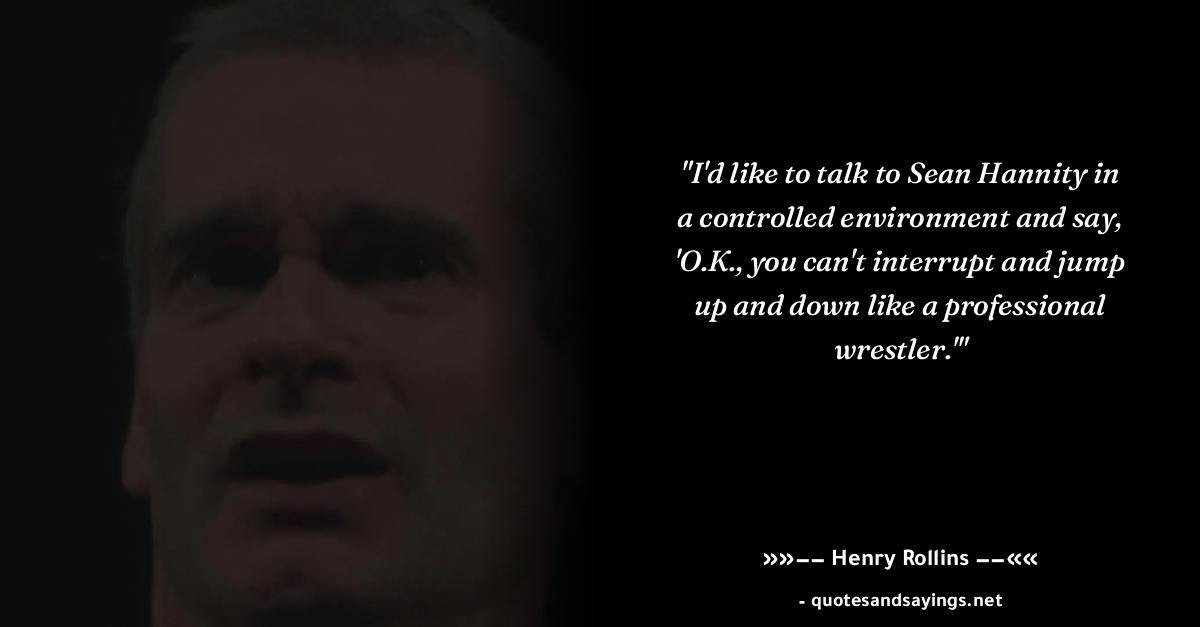 "I'd like to talk to Sean Hannity in
a controlled environment and say,
'O.K., you can't interrupt and jump
up and down like a professional
wrestler.'"
»»–– Henry Rollins ––««
- quotesandsayings.net